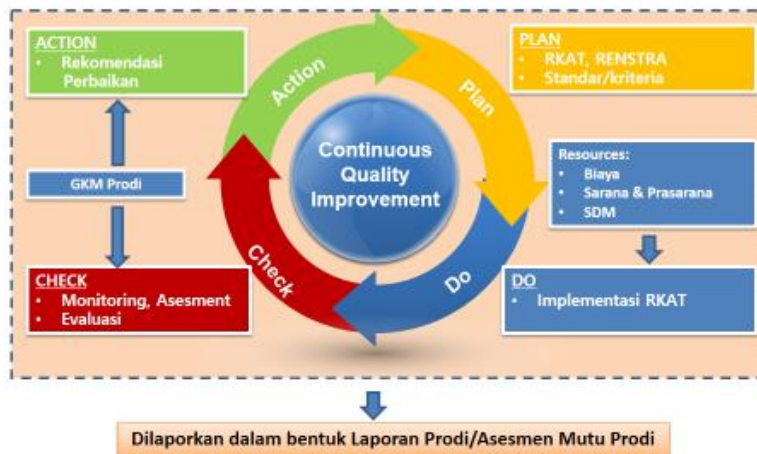 ACTION
• Rekomendasi
Perbaikan
GKM Prodi
CHECK
• Monitoring, Asesment
• Evaluasi
Action
Plan
Do
Check
Continuous
Quality
Improvement
PLAN
• RKAT, RENSTRA
• Standar/kriteria
Resources:
• Biaya
• Sarana & Prasarana
• SDM
DO
• Implementasi RKAT
Dilaporkan dalam bentuk Laporan Prodi/Asesmen Mutu Prodi